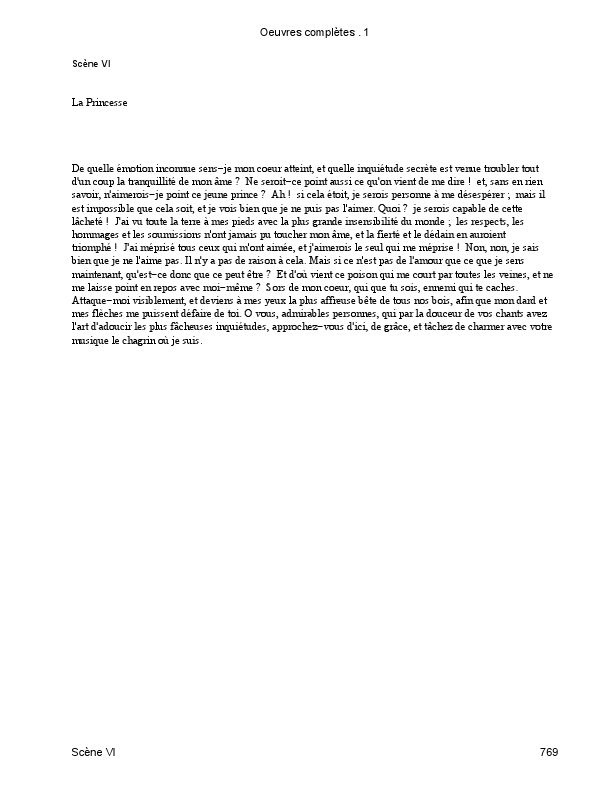 Oeuvres complètes . 1
Scène VI
La Princesse
De quelle émotion inconnue sens−je mon coeur atteint, et quelle inquiétude secrète est venue troubler tout
d'un coup la tranquillité de mon âme ? Ne seroit−ce point aussi ce qu'on vient de me dire ! et, sans en rien
savoir, n'aimerois−je point ce jeune prince ? Ah ! si cela étoit, je serois personne à me désespérer ; mais il
est impossible que cela soit, et je vois bien que je ne puis pas l'aimer. Quoi ? je serois capable de cette
lâcheté ! J'ai vu toute la terre à mes pieds avec la plus grande insensibilité du monde ; les respects, les
hommages et les soumissions n'ont jamais pu toucher mon âme, et la fierté et le dédain en auroient
triomphé ! J'ai méprisé tous ceux qui m'ont aimée, et j'aimerois le seul qui me méprise ! Non, non, je sais
bien que je ne l'aime pas. Il n'y a pas de raison à cela. Mais si ce n'est pas de l'amour que ce que je sens
maintenant, qu'est−ce donc que ce peut être ? Et d'où vient ce poison qui me court par toutes les veines, et ne
me laisse point en repos avec moi−même ? Sors de mon coeur, qui que tu sois, ennemi qui te caches.
Attaque−moi visiblement, et deviens à mes yeux la plus affreuse bête de tous nos bois, afin que mon dard et
mes flèches me puissent défaire de toi. O vous, admirables personnes, qui par la douceur de vos chants avez
l'art d'adoucir les plus fâcheuses inquiétudes, approchez−vous d'ici, de grâce, et tâchez de charmer avec votre
musique le chagrin où je suis.
Scène VI 769